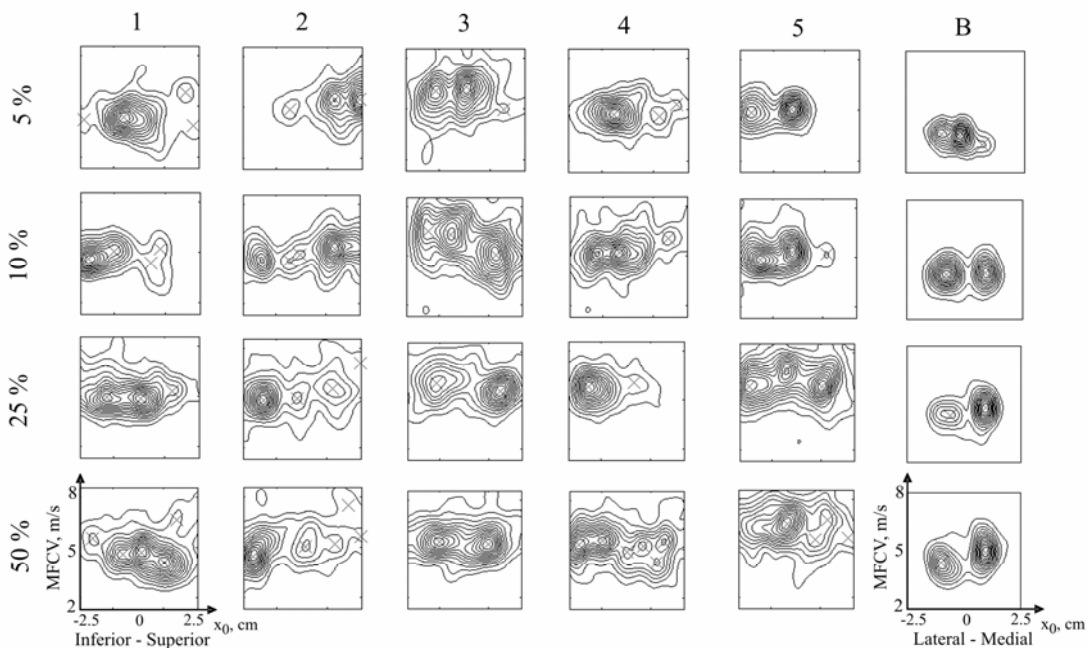 1 2 3 4 5 B
5 %
10 %
25 %
50 %
8
MFCV, m/s
5
2
-2.5 0 2.5 x0, cm
Inferior - Superior
8
MFCV, m/s
5
2
-2.5 0 2.5 x0, cm
Lateral - Medial